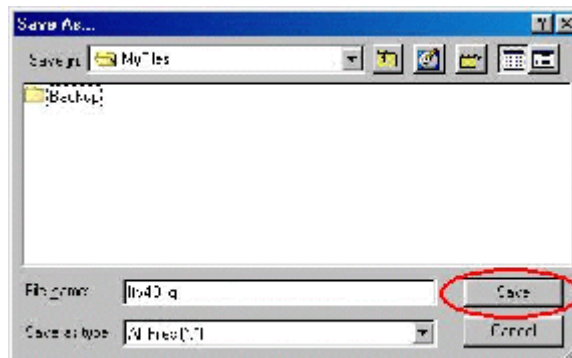 Save As...
Save in: MyFiles
Backup
File name:
Save as type: All Files (*.*)
Save
Cancel